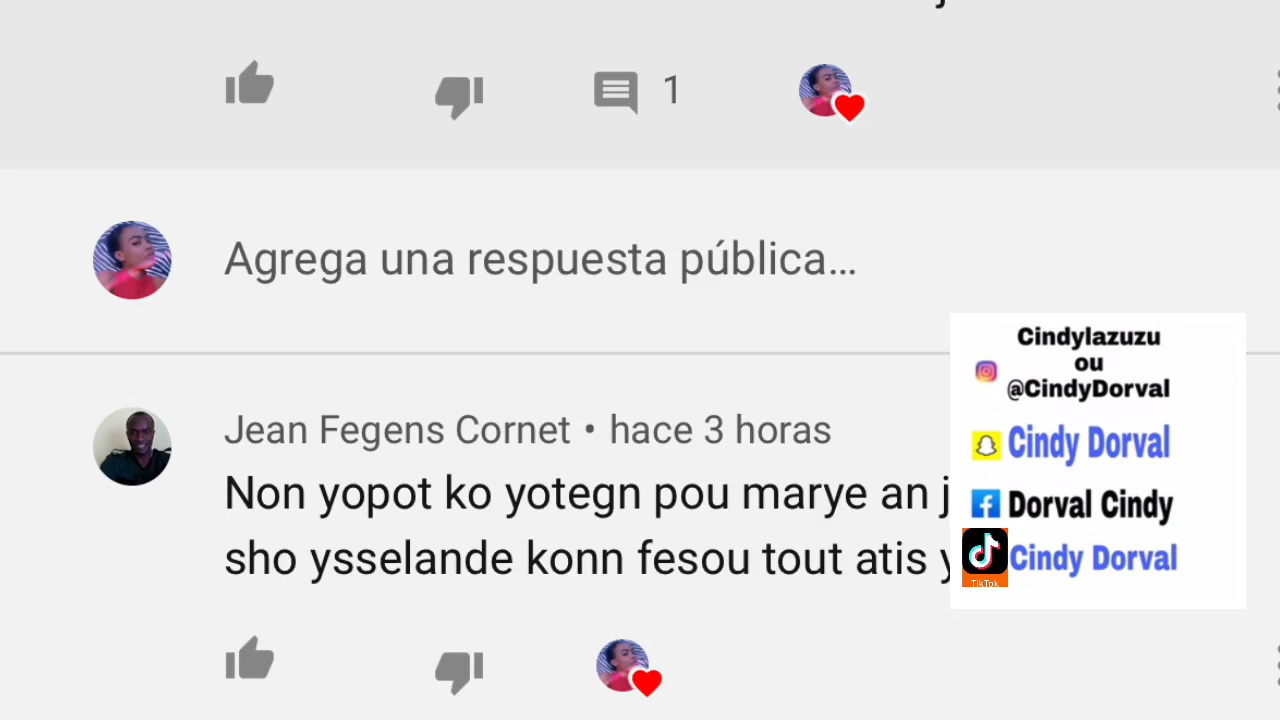 1
Agrega una respuesta pública...
Jean Fegens Cornet • hace 3 horas
Non yopot ko yotegn pou marye an j
sho ysselande konn fesou tout atis y
Cindylazuzu
ou
@CindyDorval
Cindy Dorval
Dorval Cindy
Cindy Dorval
TikTok